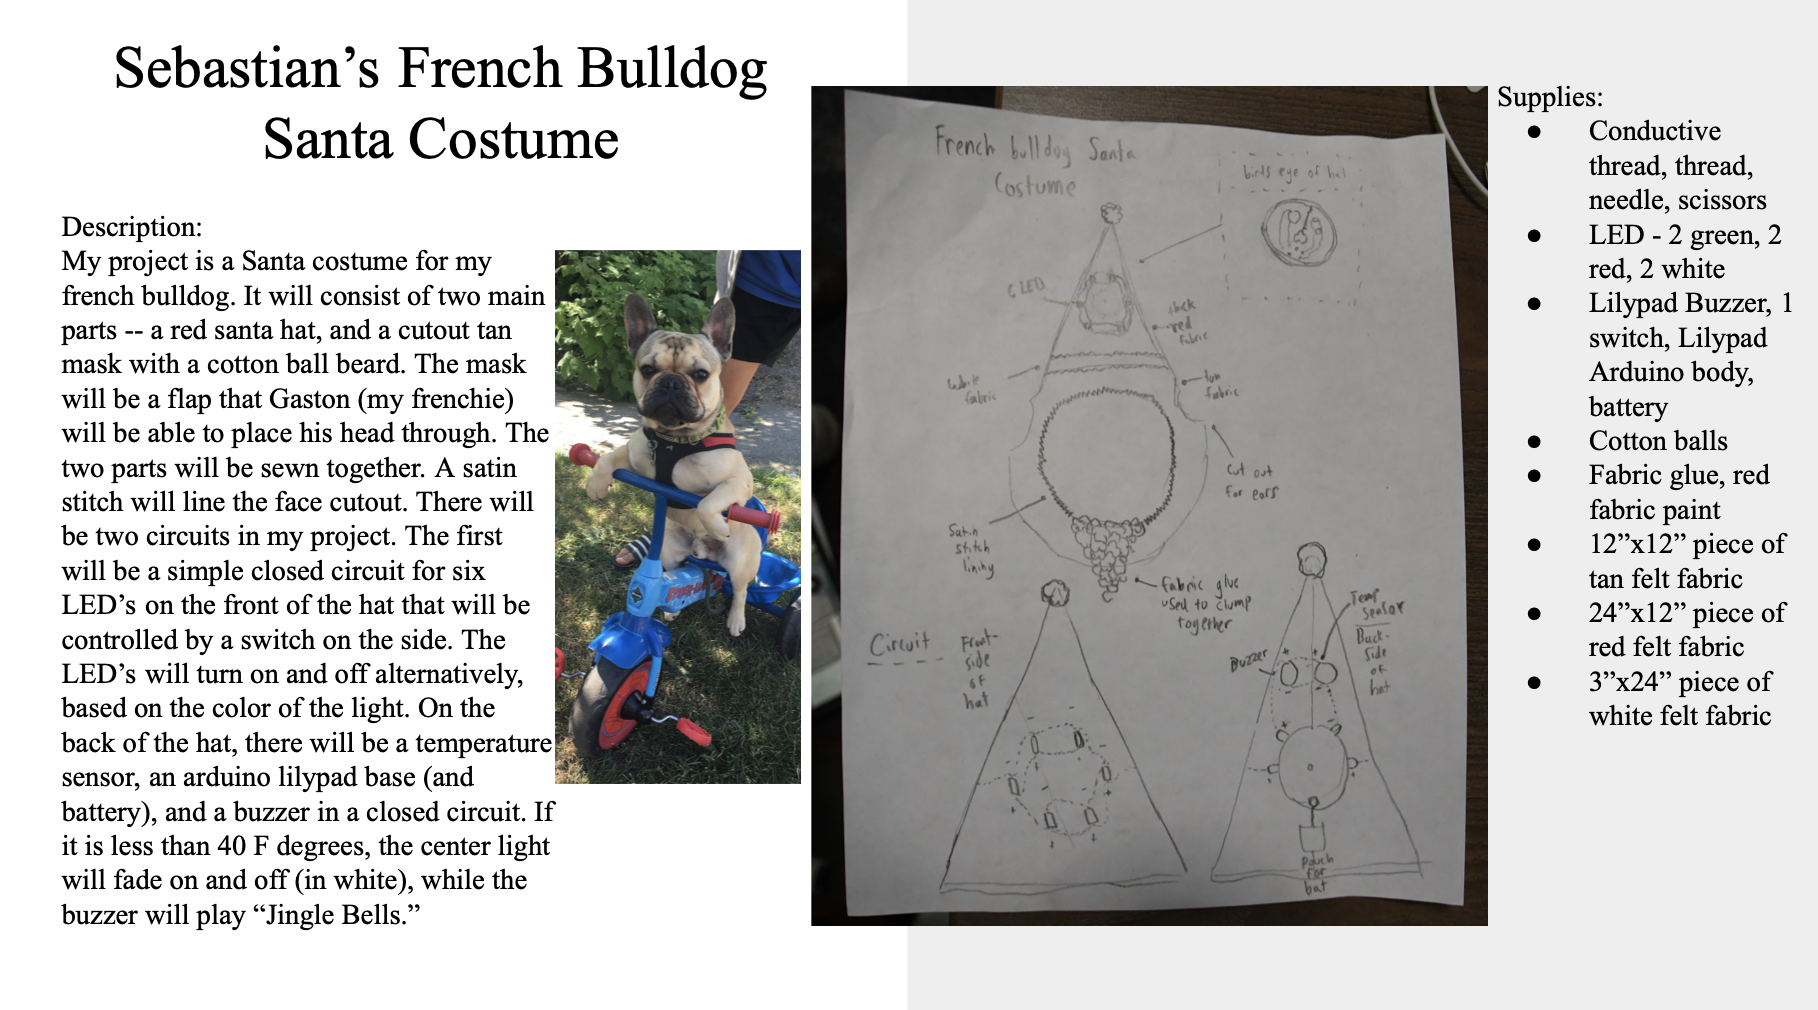 Sebastian’s French Bulldog
Santa Costume
Description:
My project is a Santa costume for my
french bulldog. It will consist of two main
parts -- a red santa hat, and a cutout tan
mask with a cotton ball beard. The mask
will be a flap that Gaston (my frenchie)
will be able to place his head through. The
two parts will be sewn together. A satin
stitch will line the face cutout. There will
be two circuits in my project. The first
will be a simple closed circuit for six
LED’s on the front of the hat that will be
controlled by a switch on the side. The
LED’s will turn on and off alternatively,
based on the color of the light. On the
back of the hat, there will be a temperature
sensor, an arduino lilypad base (and
battery), and a buzzer in a closed circuit. If
it is less than 40 F degrees, the center light
will fade on and off (in white), while the
buzzer will play “Jingle Bells.”
French bulldog Santa
Costume
birds eye of hat
6 LED
thick
red
fabric
white
fabric
tan
fabric
Cut out
for ears
Satin
stitch
lining
fabric glue
used to clump
together
Circuit
Front-
side
of
hat
Buzzer
Temp
sensor
Back-
side
of
hat
pouch
for
bat
Supplies:
● Conductive
thread, thread,
needle, scissors
● LED - 2 green, 2
red, 2 white
● Lilypad Buzzer, 1
switch, Lilypad
Arduino body,
battery
● Cotton balls
● Fabric glue, red
fabric paint
● 12”x12” piece of
tan felt fabric
● 24”x12” piece of
red felt fabric
● 3”x24” piece of
white felt fabric